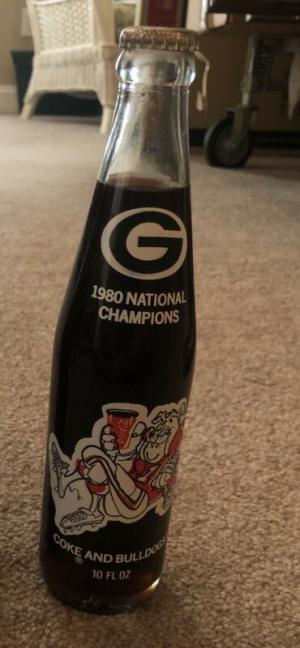 G
1980 NATIONAL
CHAMPIONS
COKE AND BULLDOGS
®
10 FL OZ